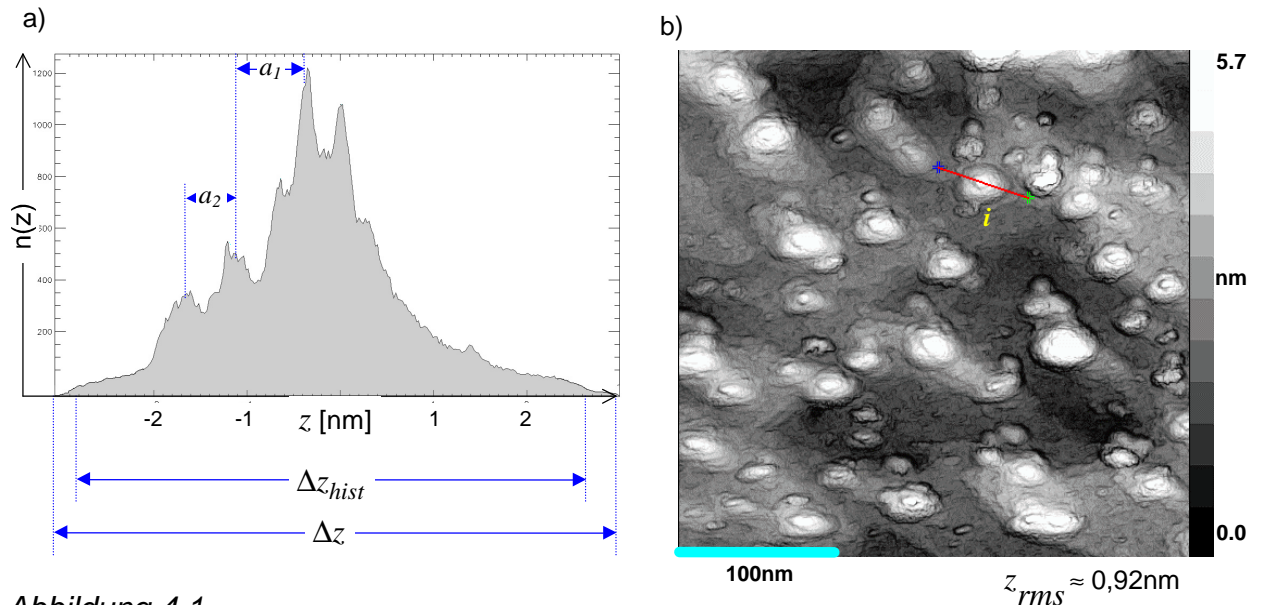 a)
n(z)
1200
1000
800
600
400
200
a1
a2
-2
-1
z [nm]
1
2
Δzhist
Δz
b)
i
5.7
nm
0.0
100nm
zrms ≈ 0,92nm
Abbildung 4.1